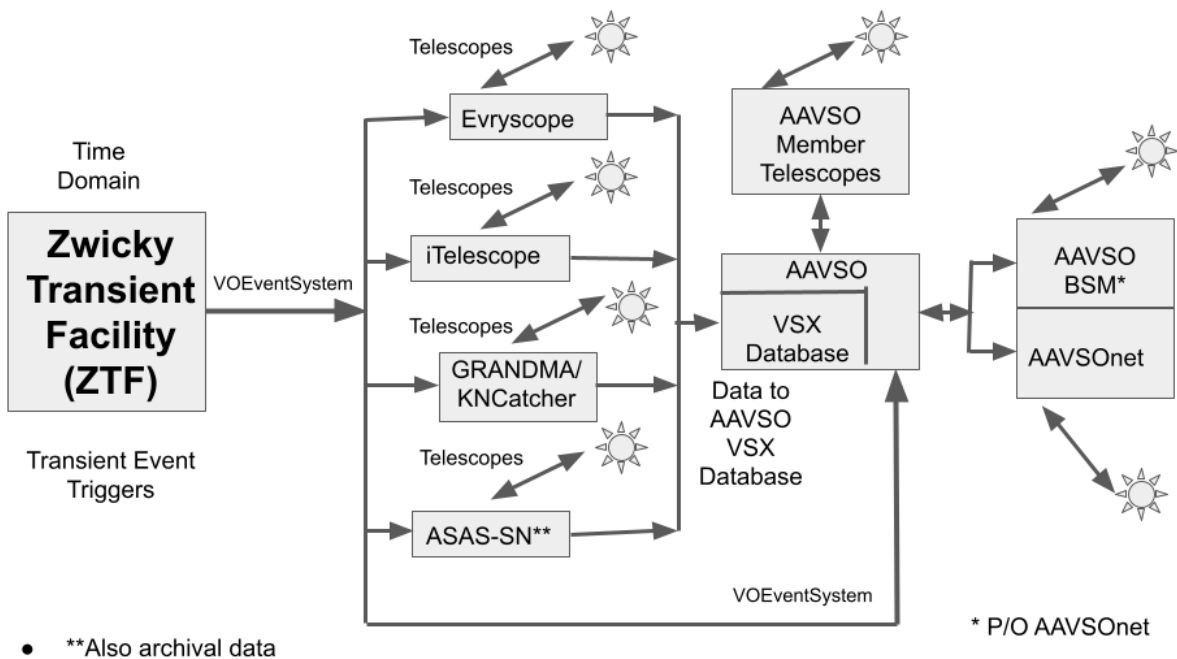 Time
Domain
Zwicky
Transient
Facility
(ZTF)
Transient Event
Triggers
VOEventSystem
Telescopes
Evryscope
Telescopes
iTelescope
Telescopes
GRANDMA/
KNCatcher
Telescopes
ASAS-SN**
AAVSO
Member
Telescopes
AAVSO
VSX
Database
Data to
AAVSO
VSX
Database
VOEventSystem
AAVSO
BSM*
AAVSOnet
* P/O AAVSOnet
● **Also archival data